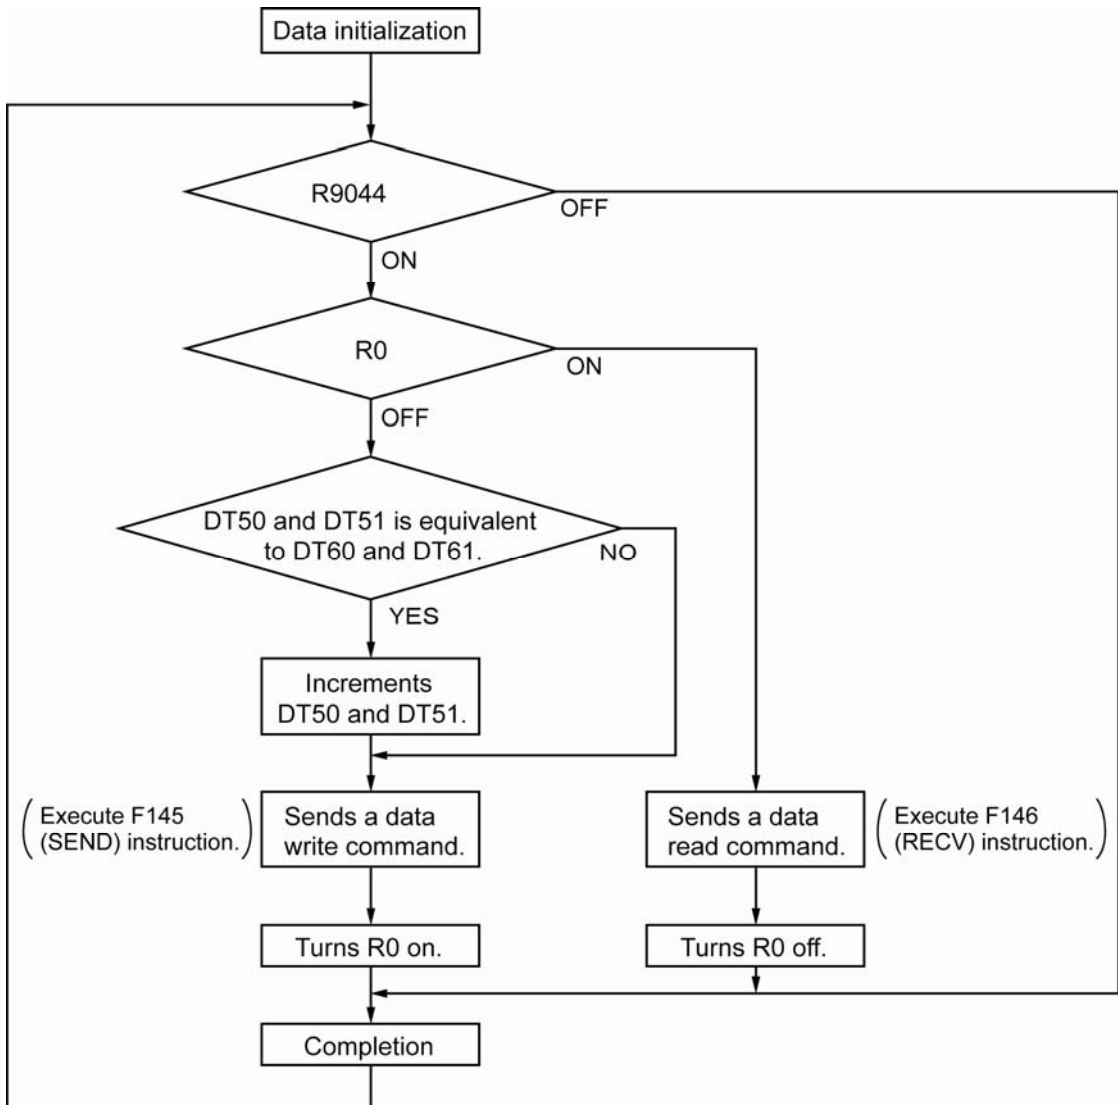 Data initialization
R9044
OFF
ON
R0
ON
OFF
DT50 and DT51 is equivalent
to DT60 and DT61.
NO
YES
Increments
DT50 and DT51.
(Execute F145
(SEND) instruction.)
Sends a data
write command.
Sends a data
read command.
(Execute F146
(RECV) instruction.)
Turns R0 on.
Turns R0 off.
Completion